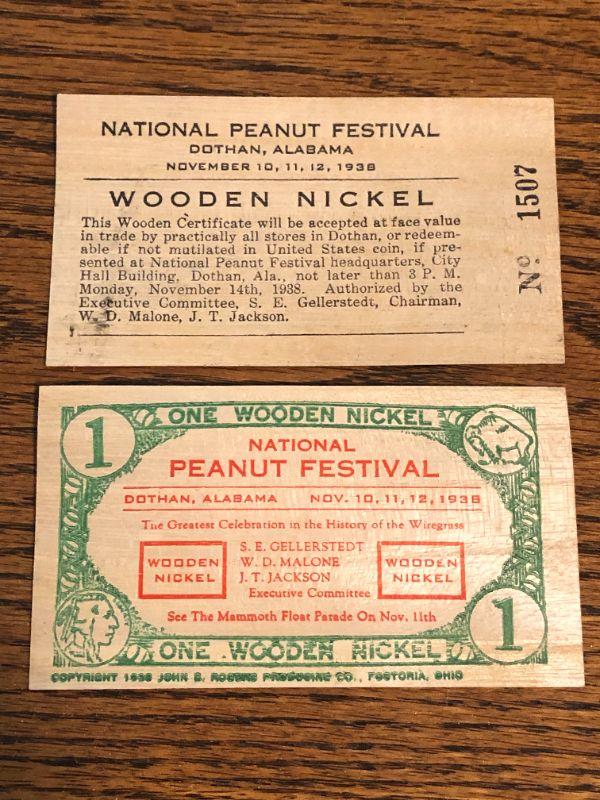 NATIONAL PEANUT FESTIVAL
DOTHAN, ALABAMA
NOVEMBER 10, 11, 12, 1938
WOODEN NICKEL
This Wooden Certificate will be accepted at face value
in trade by practically all stores in Dothan, or redeem-
able if not mutilated in United States coin, if pre-
sented at National Peanut Festival headquarters, City
Hall Building, Dothan, Ala., not later than 3 P. M.
Monday, November 14th, 1938. Authorized by the
Executive Committee, S. E. Gellerstedt, Chairman,
W. D. Malone, J. T. Jackson.
No 1507
1
ONE WOODEN NICKEL
NATIONAL
PEANUT FESTIVAL
DOTHAN, ALABAMA NOV. 10, 11, 12, 1938
The Greatest Celebration in the History of the Wiregrass
WOODEN
NICKEL
S. E. GELLERSTEDT
W. D. MALONE
J. T. JACKSON
Executive Committee
WOODEN
NICKEL
See The Mammoth Float Parade On Nov. 11th
1
ONE WOODEN NICKEL
COPYRIGHT 1938 JOHN B. ROGERS PRODUCING CO., FOSTORIA, OHIO